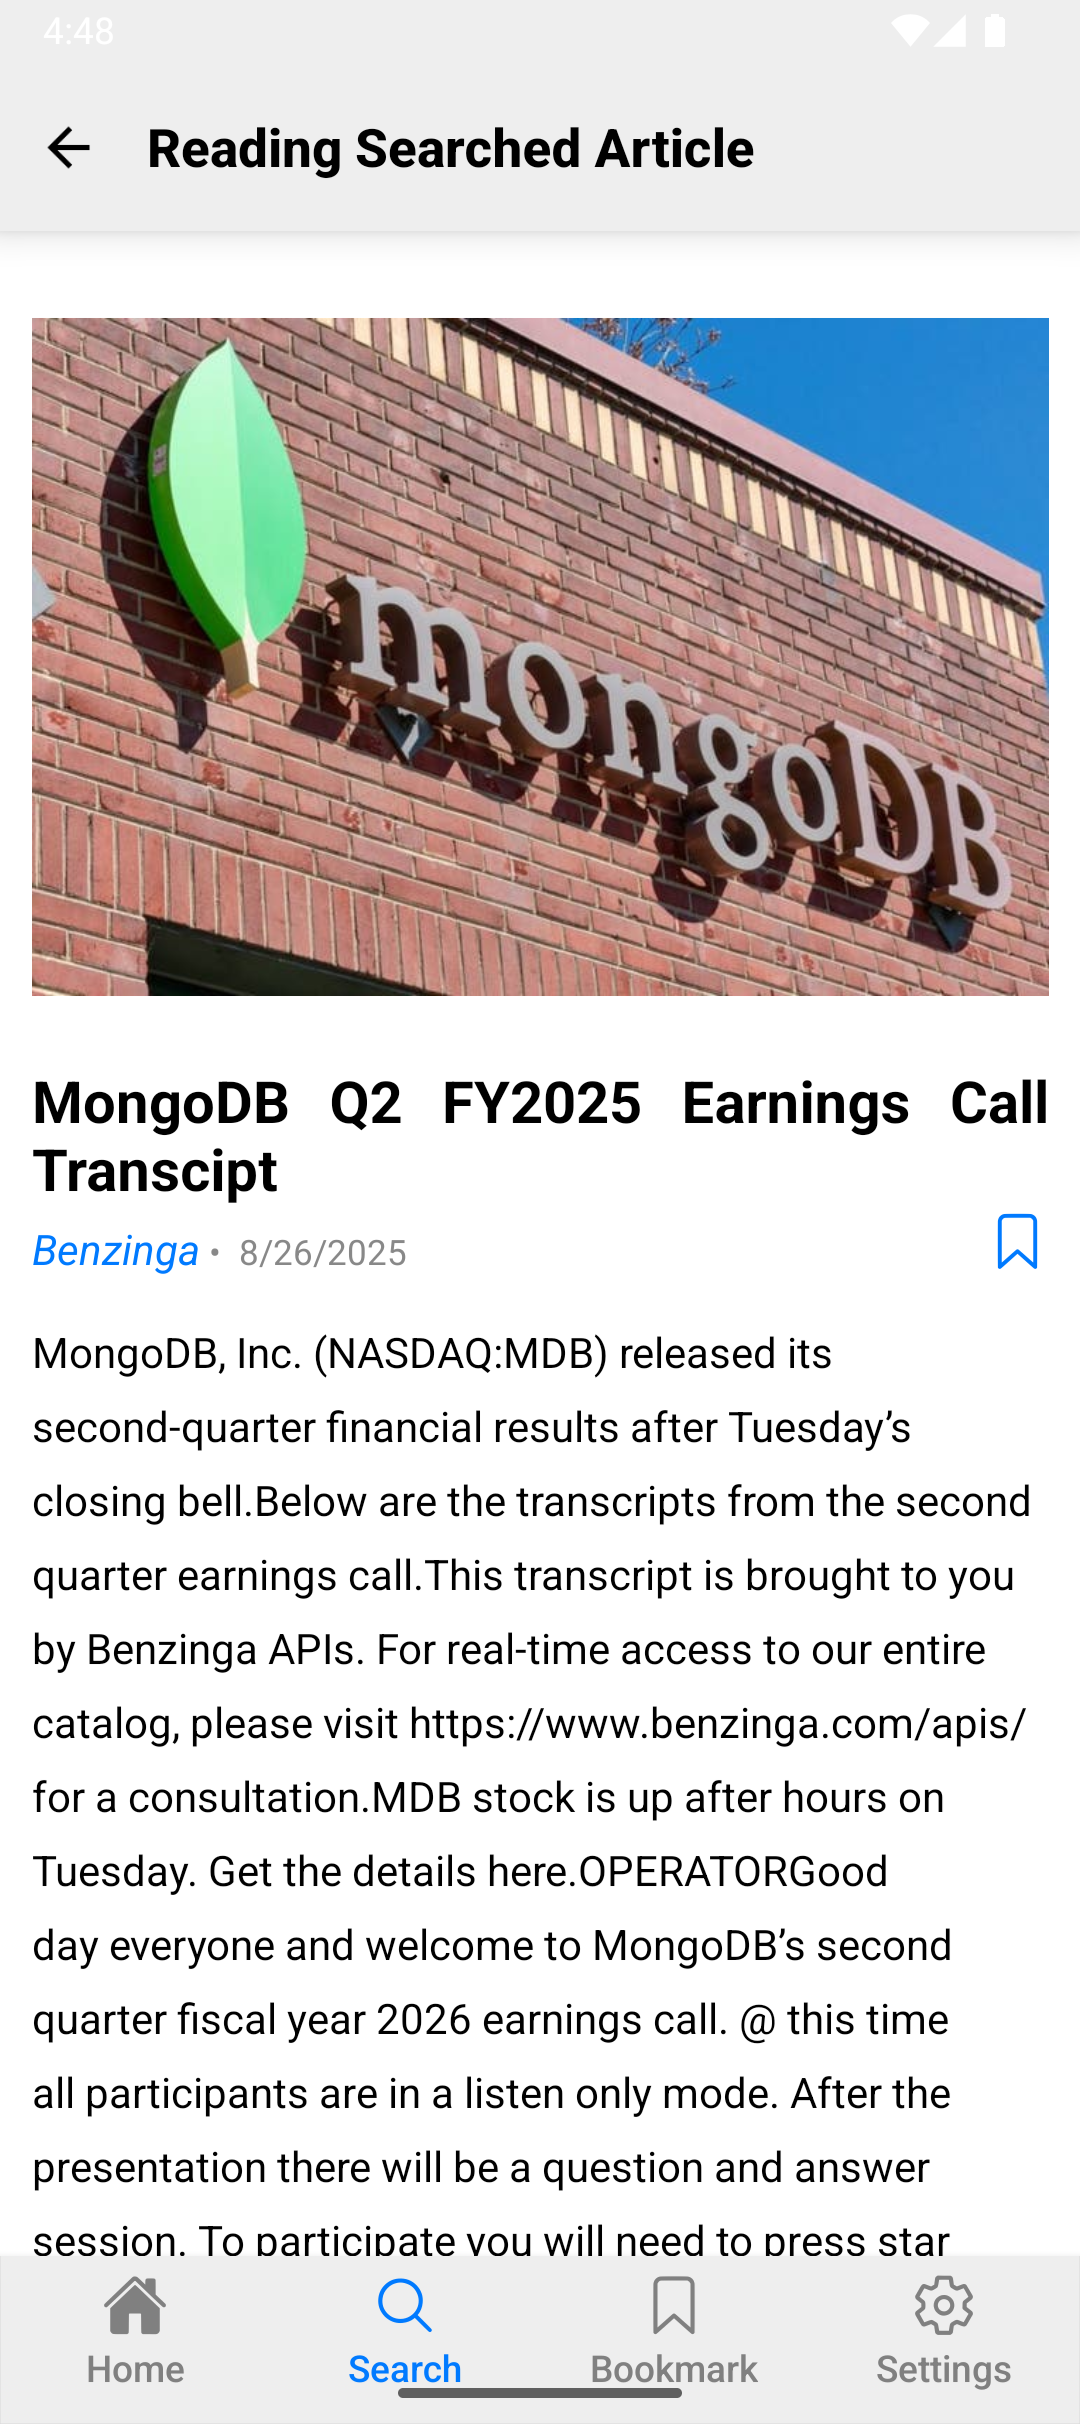 4:48
Reading Searched Article
mongoDB
MongoDB Q2 FY2025 Earnings Call
Transcipt
Benzinga • 8/26/2025
MongoDB, Inc. (NASDAQ:MDB) released its
second-quarter financial results after Tuesday’s
closing bell.Below are the transcripts from the second
quarter earnings call.This transcript is brought to you
by Benzinga APIs. For real-time access to our entire
catalog, please visit https://www.benzinga.com/apis/
for a consultation.MDB stock is up after hours on
Tuesday. Get the details here.OPERATORGood
day everyone and welcome to MongoDB’s second
quarter fiscal year 2026 earnings call. @ this time
all participants are in a listen only mode. After the
presentation there will be a question and answer
session. To participate you will need to press star
Home
Search
Bookmark
Settings